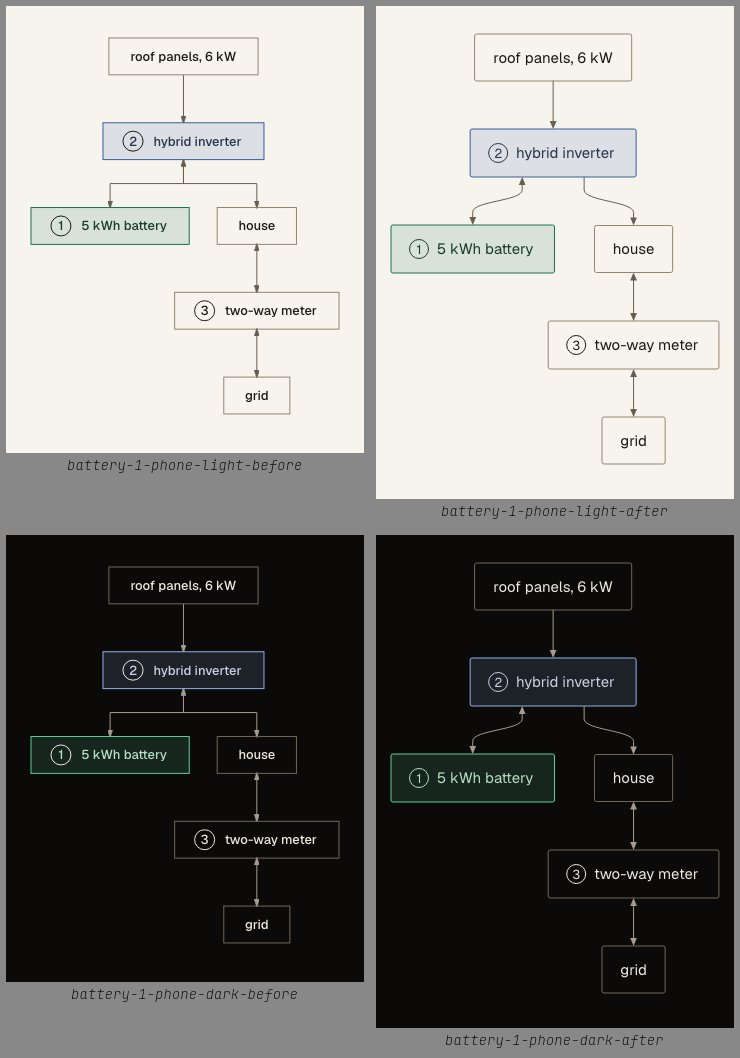 roof panels, 6 kW
2 hybrid inverter
1 5 kWh battery
house
3 two-way meter
grid
battery-1-phone-light-before
roof panels, 6 kW
2 hybrid inverter
1 5 kWh battery
house
3 two-way meter
grid
battery-1-phone-light-after
roof panels, 6 kW
2 hybrid inverter
1 5 kWh battery
house
3 two-way meter
grid
battery-1-phone-dark-before
roof panels, 6 kW
2 hybrid inverter
1 5 kWh battery
house
3 two-way meter
grid
battery-1-phone-dark-after